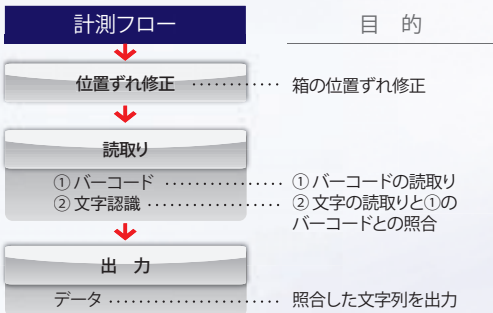 計測フロー 目 的
位置ずれ修正 ‥‥‥‥‥‥ 箱の位置ずれ修正
読取り
① バーコード ‥‥‥‥‥‥‥‥ ① バーコードの読取り
② 文字認識 ‥‥‥‥‥‥‥‥‥ ② 文字の読取りと①の
バーコードとの照合
出 力
データ ‥‥‥‥‥‥‥‥‥‥‥ 照合した文字列を出力